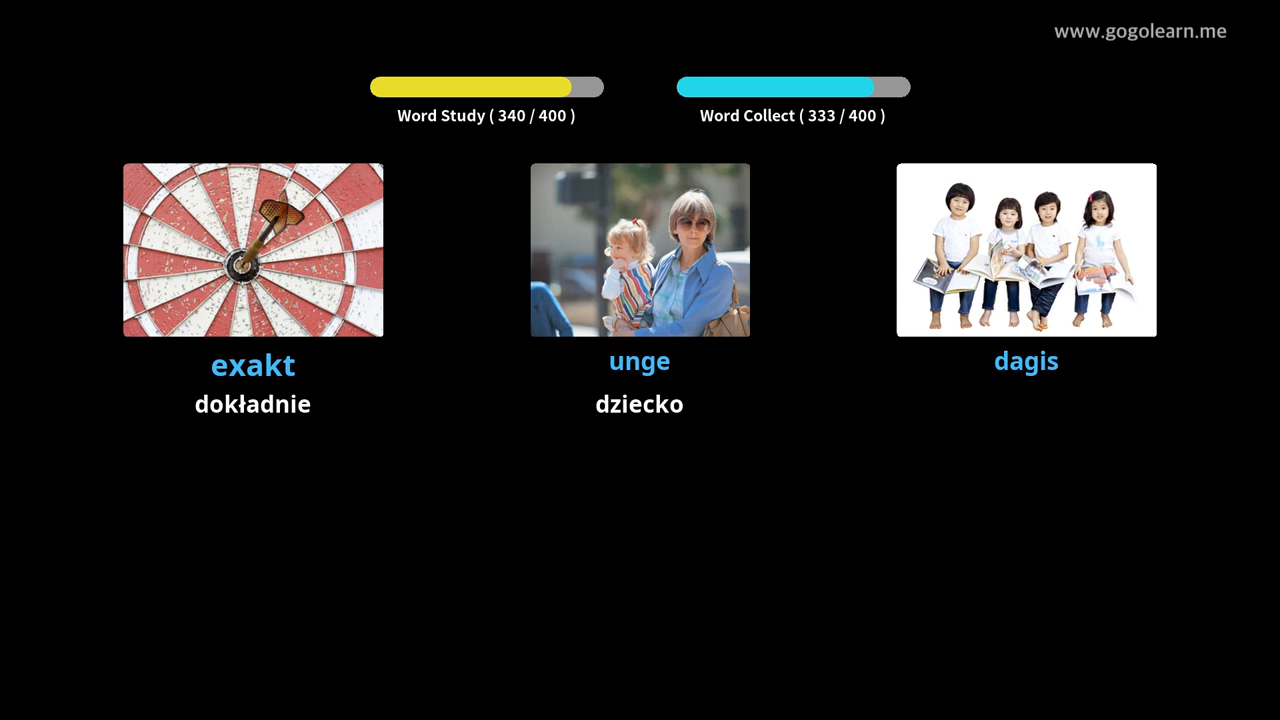 www.gogolearn.me
Word Study ( 340 / 400 )
Word Collect ( 333 / 400 )
exakt
unge
dagis
dokładnie
dziecko